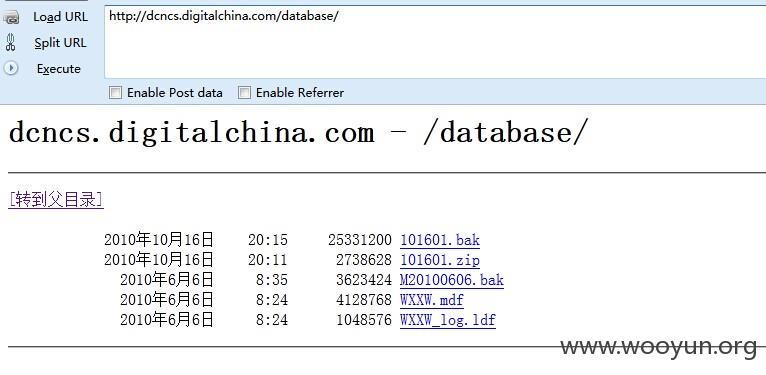 Load URL
http://dcncs.digitalchina.com/database/
Split URL
Execute
Enable Post data Enable Referrer
dcncs.digitalchina.com - /database/
[转到父目录]
2010年10月16日 20:15 25331200 101601.bak
2010年10月16日 20:11 2738628 101601.zip
2010年6月6日 8:35 3623424 M20100606.bak
2010年6月6日 8:24 4128768 WXXW.mdf
2010年6月6日 8:24 1048576 WXXW_log.ldf
www.wooyun.org